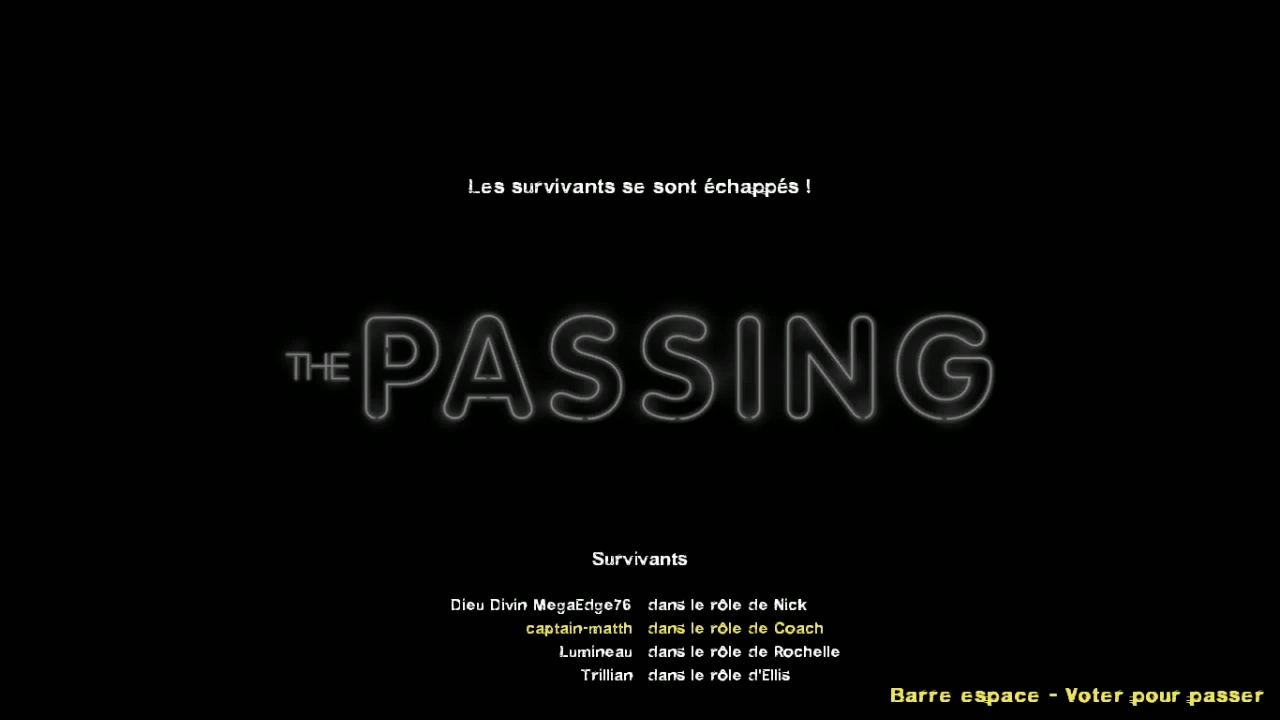 Les survivants se sont échappés !
THE PASSING
Survivants
Dieu Divin MegaEdge76 dans le rôle de Nick
captain-matth dans le rôle de Coach
Lumineau dans le rôle de Rochelle
Trillian dans le rôle d'Ellis
Barre espace - Voter pour passer